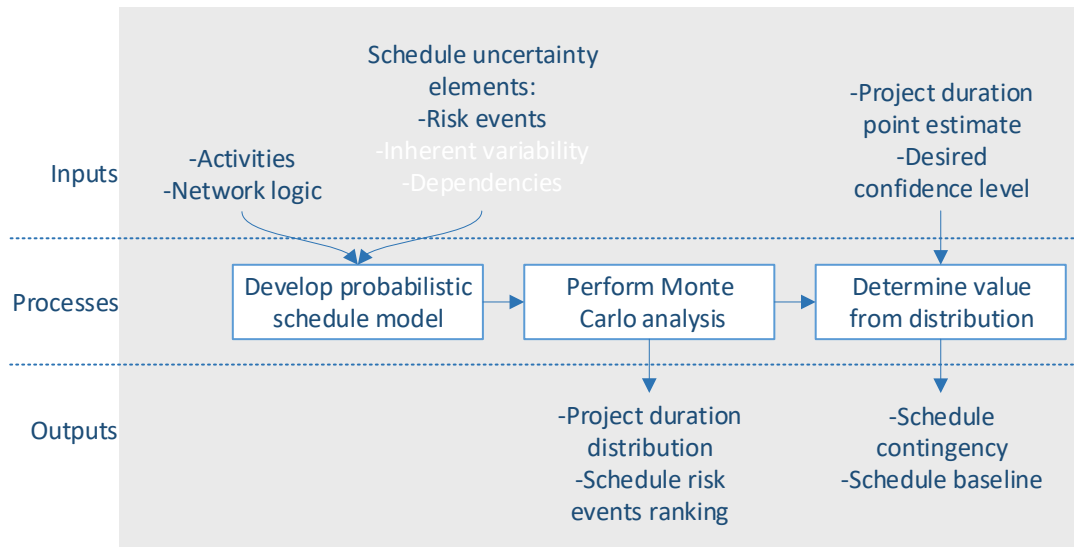 Schedule uncertainty
elements:
-Risk events
-Inherent variability
-Dependencies
-Project duration
point estimate
-Desired
confidence level
-Activities
-Network logic
Inputs
Processes
Develop probabilistic
schedule model
Perform Monte
Carlo analysis
Determine value
from distribution
Outputs
-Project duration
distribution
-Schedule risk
events ranking
-Schedule
contingency
-Schedule baseline